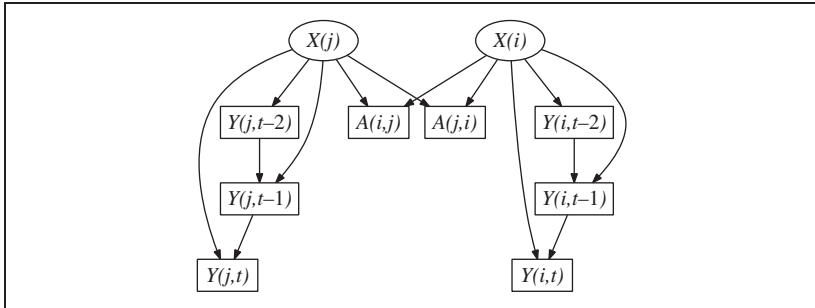 X(j) X(i)
Y(j,t–2) A(i,j) A(j,i) Y(i,t–2)
Y(j,t–1) Y(i,t–1)
Y(j,t) Y(i,t)